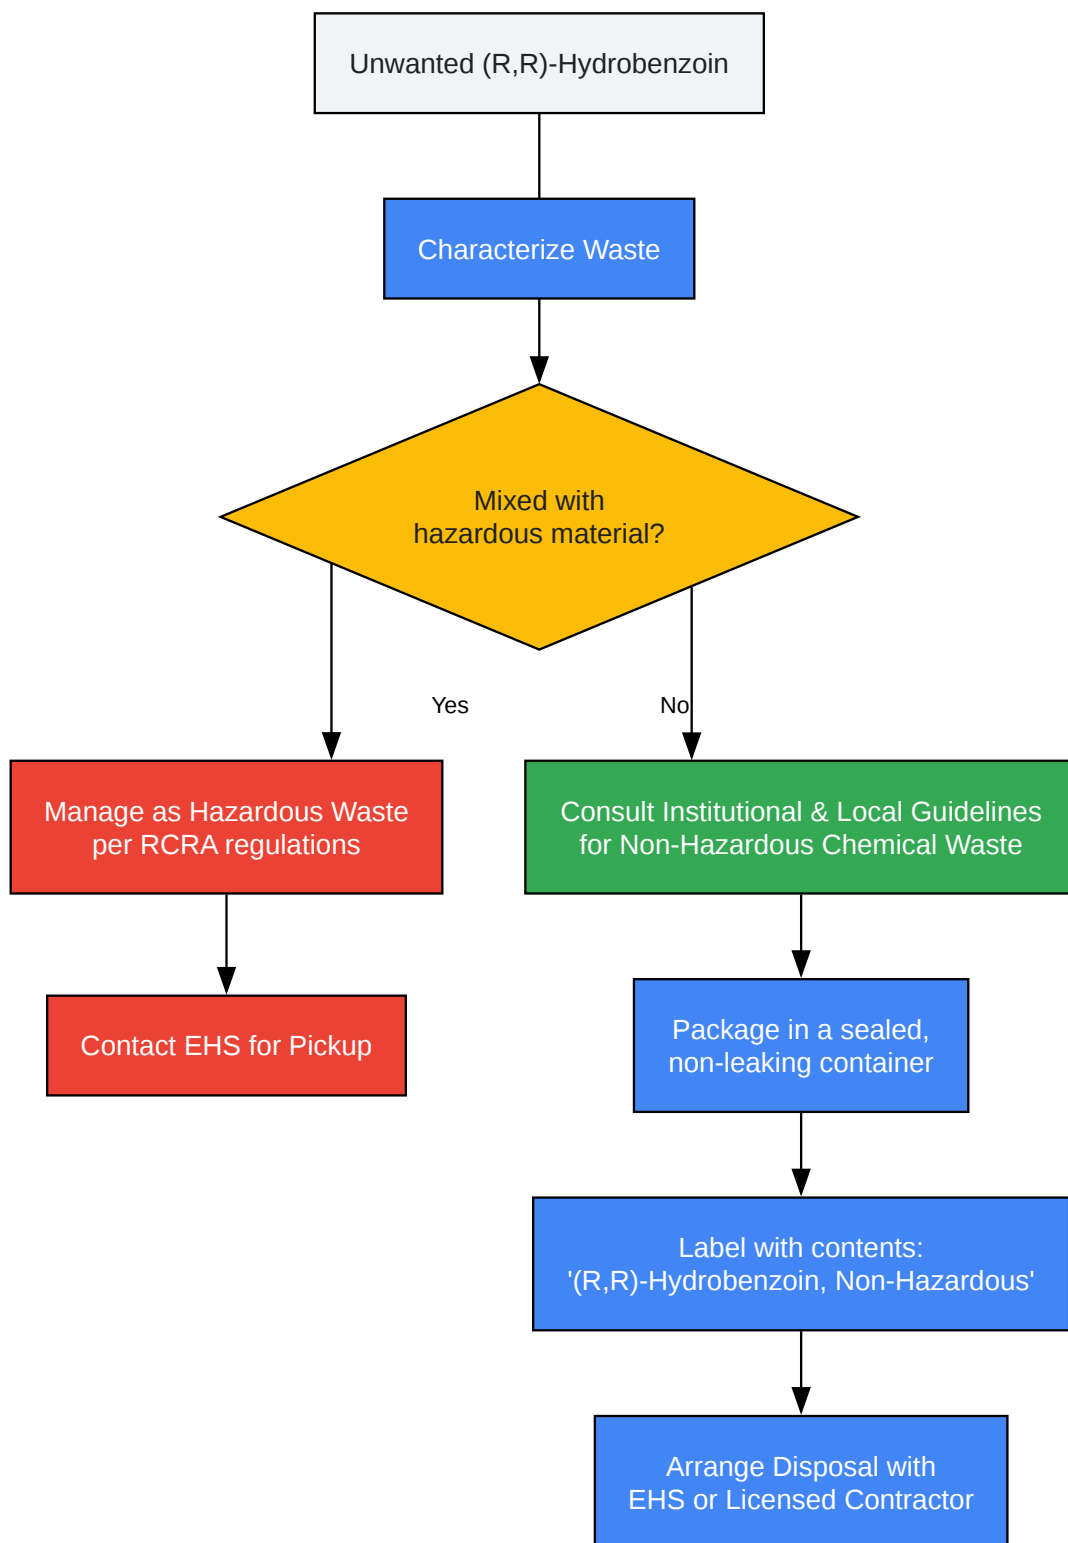 Unwanted (R,R)-Hydrobenzoin
Characterize Waste
Mixed with
hazardous material?
Yes
No
Manage as Hazardous Waste
per RCRA regulations
Consult Institutional & Local Guidelines
for Non-Hazardous Chemical Waste
Contact EHS for Pickup
Package in a sealed,
non-leaking container
Label with contents:
'(R,R)-Hydrobenzoin, Non-Hazardous'
Arrange Disposal with
EHS or Licensed Contractor